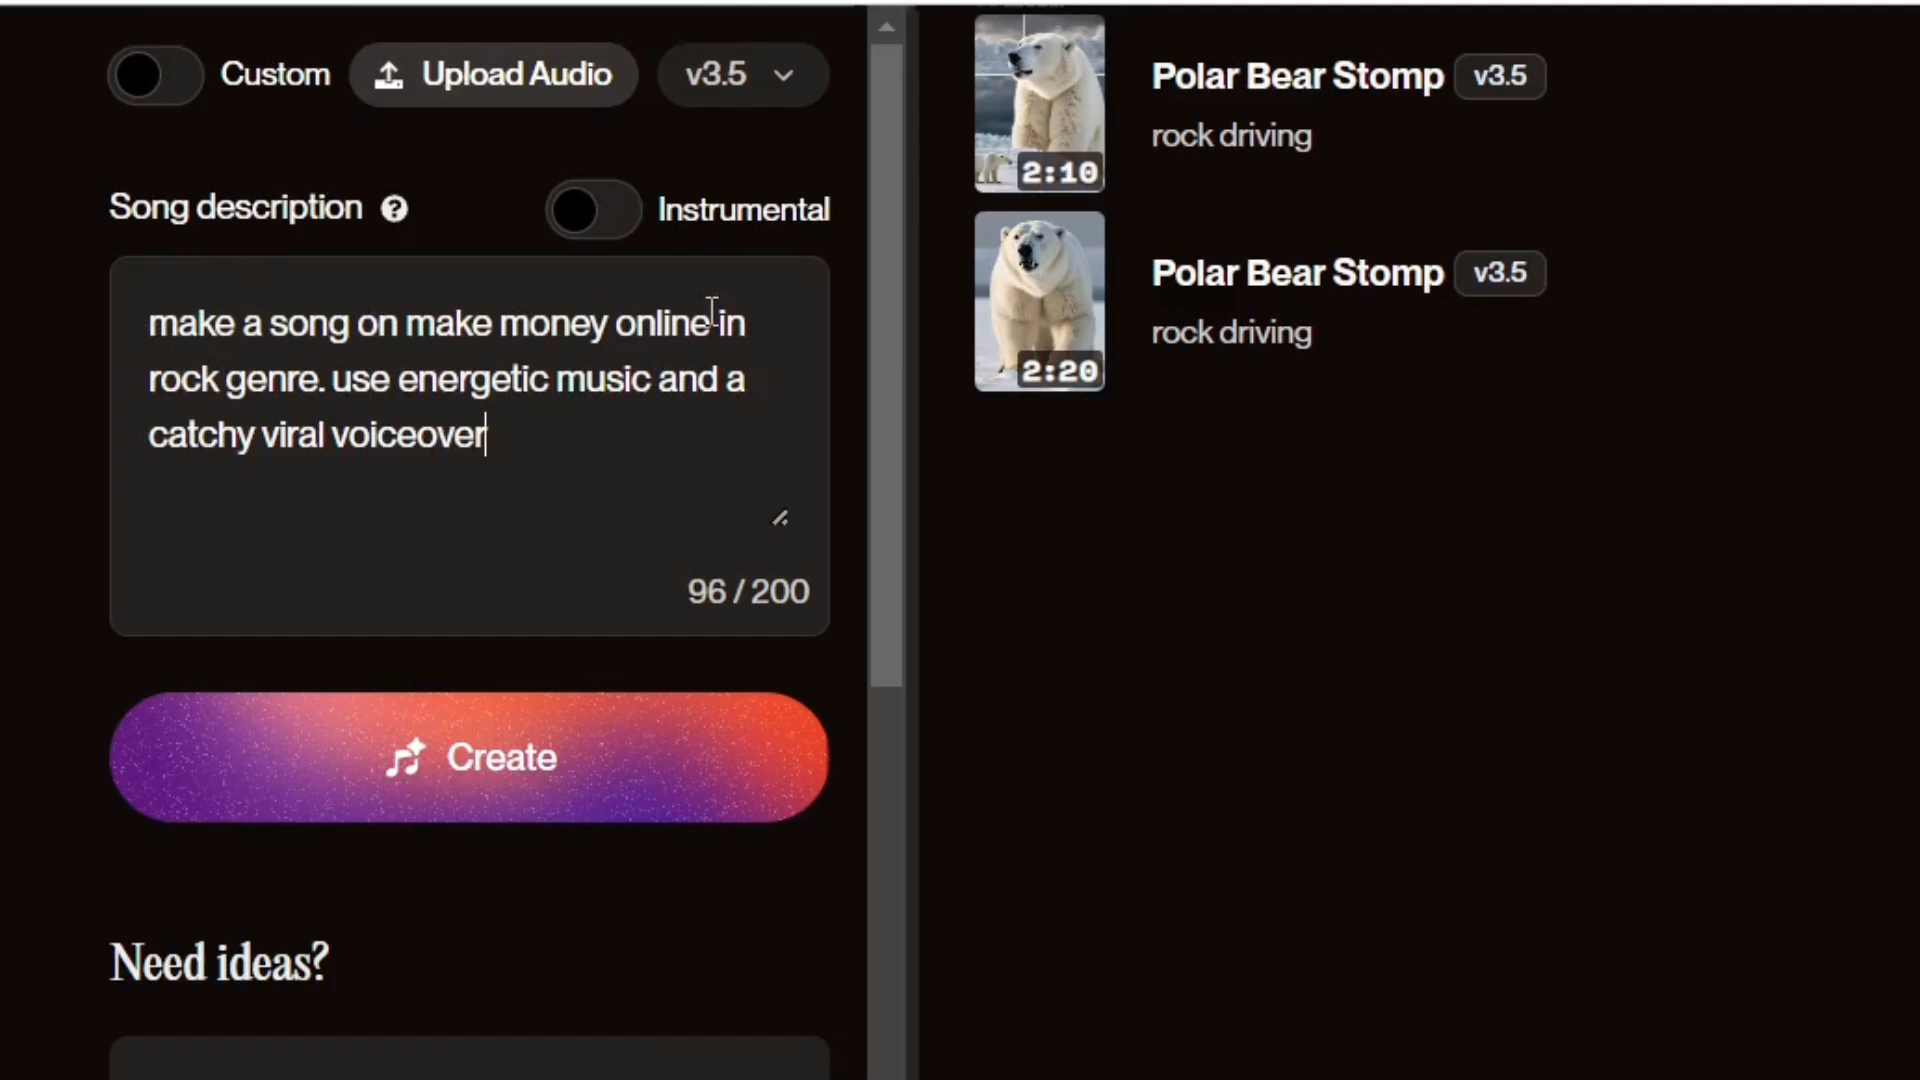 Custom
Upload Audio
v3.5
Song description
Instrumental
make a song on make money online in
rock genre. use energetic music and a
catchy viral voiceover
96 / 200
Create
Need ideas?
2:10
Polar Bear Stomp v3.5
rock driving
2:20
Polar Bear Stomp v3.5
rock driving